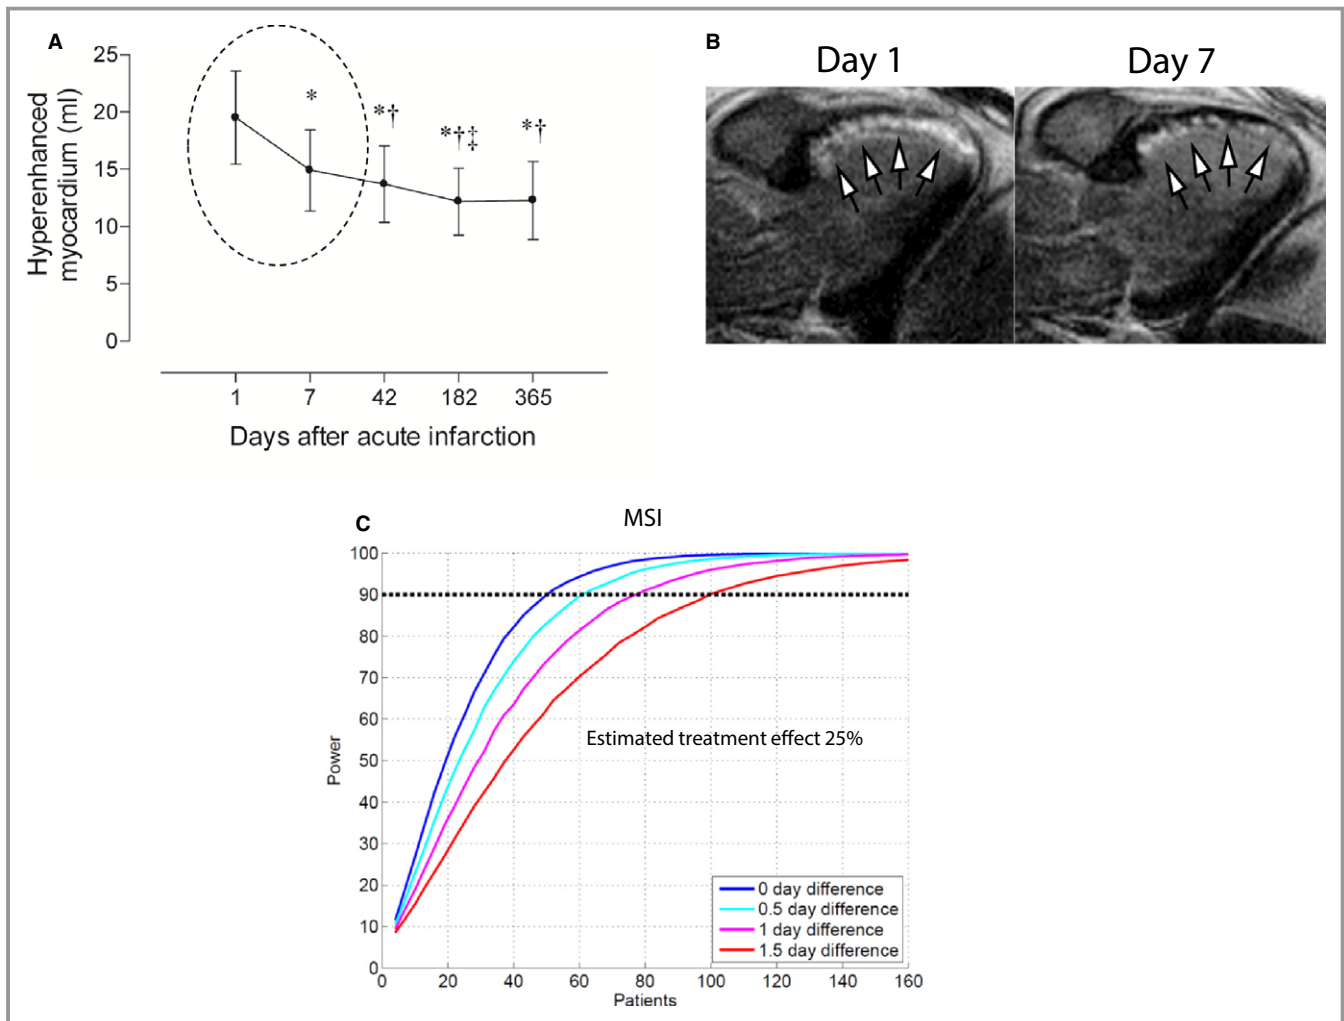 A
25
20
15
10
5
0
Hyperenhanced
myocardium (ml)
*
*†
*†‡
*†
1 7 42 182 365
Days after acute infarction
B
Day 1 Day 7
C
MSI
100
90
80
70
60
50
40
30
20
10
0
Power
Estimated treatment effect 25%
0 day difference
0.5 day difference
1 day difference
1.5 day difference
0 20 40 60 80 100 120 140 160
Patients